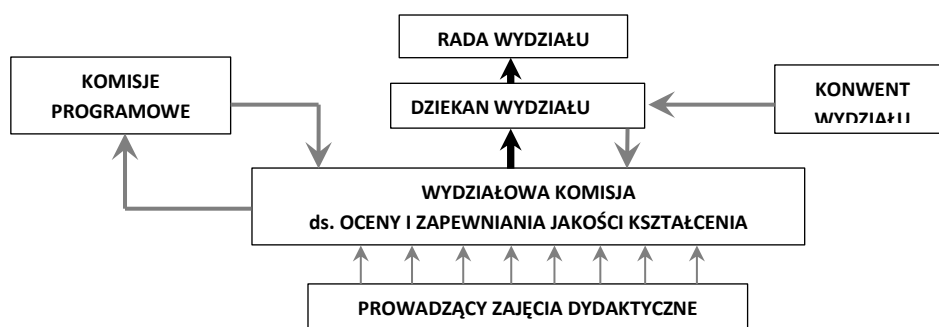 RADA WYDZIAŁU
KOMISJE
PROGRAMOWE
DZIEKAN WYDZIAŁU
KONWENT
WYDZIAŁU
WYDZIAŁOWA KOMISJA
ds. OCENY I ZAPEWNIANIA JAKOŚCI KSZTAŁCENIA
PROWADZĄCY ZAJĘCIA DYDAKTYCZNE